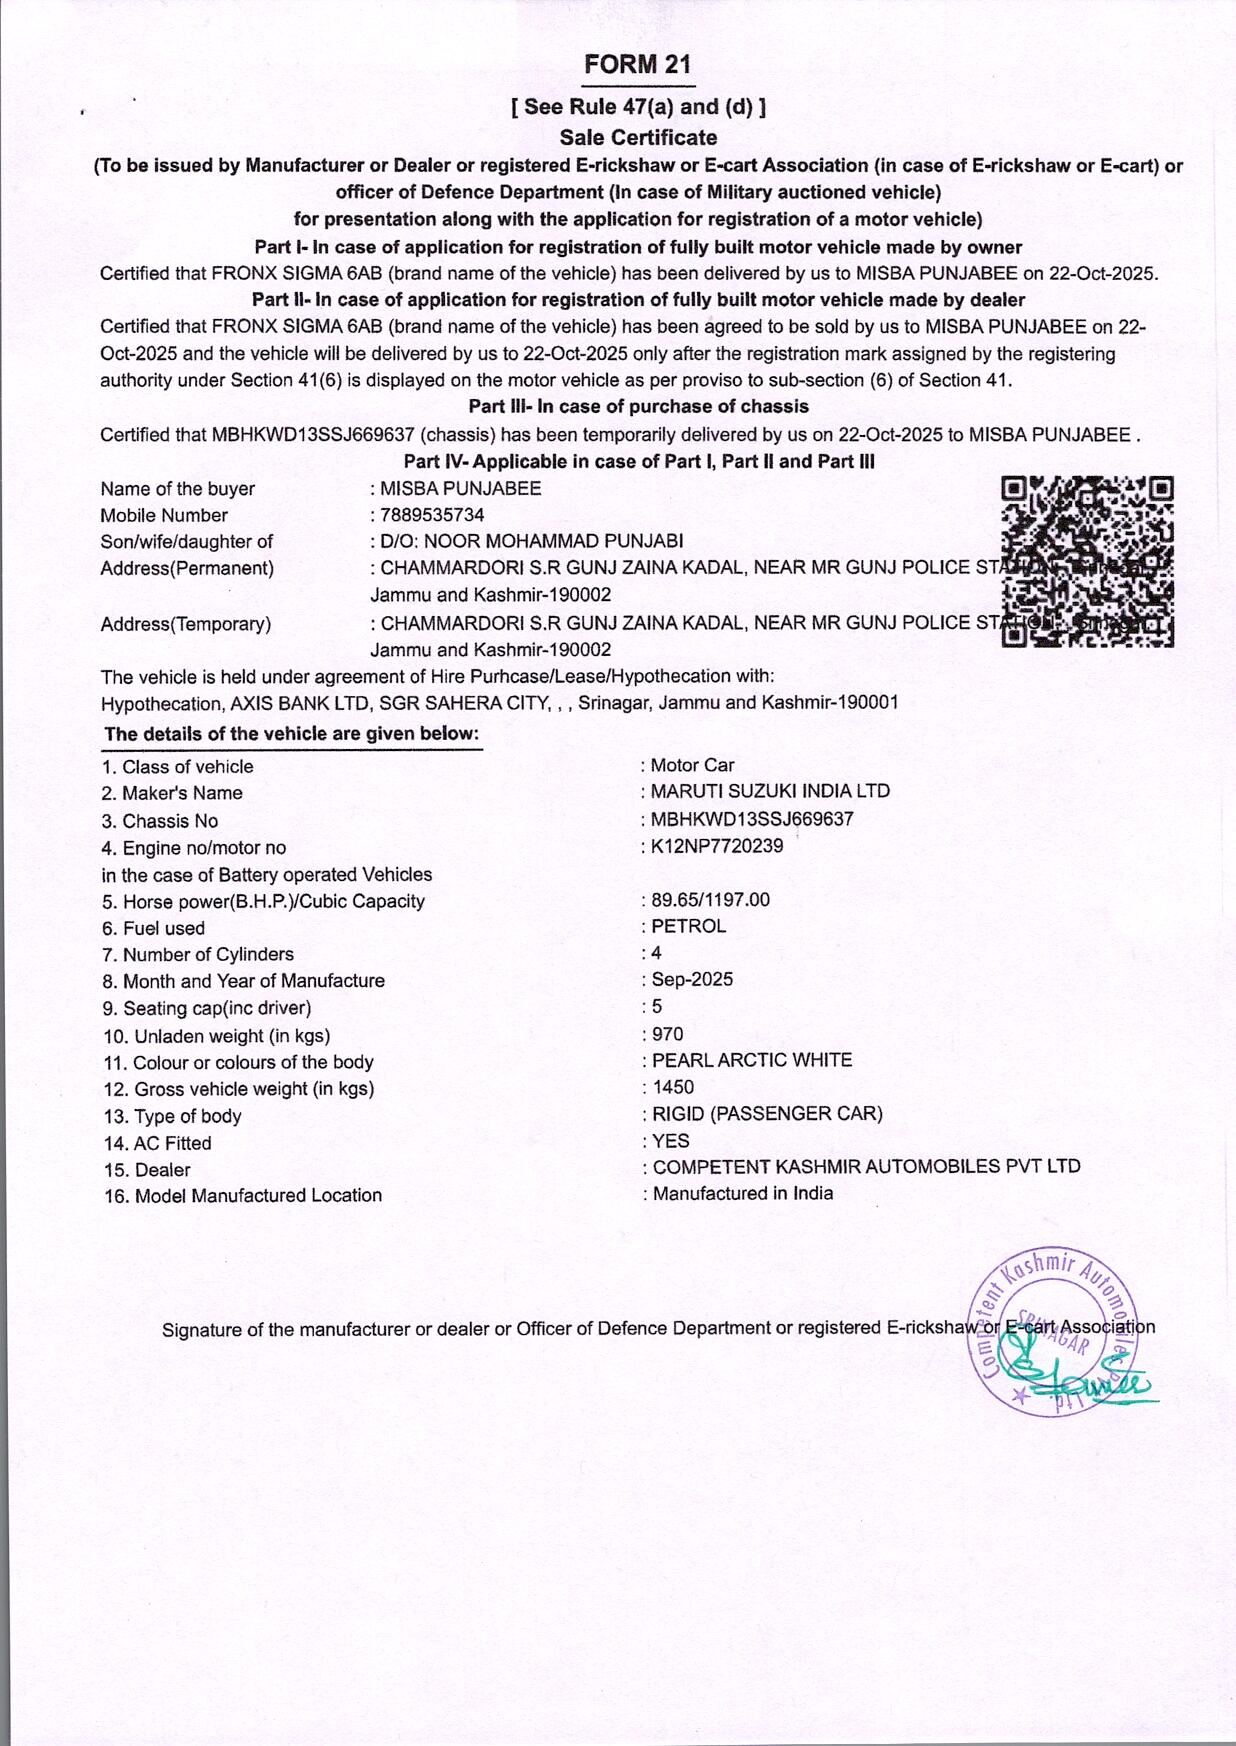 FORM 21
[ See Rule 47(a) and (d) ]
Sale Certificate
(To be issued by Manufacturer or Dealer or registered E-rickshaw or E-cart Association (in case of E-rickshaw or E-cart) or
officer of Defence Department (In case of Military auctioned vehicle)
for presentation along with the application for registration of a motor vehicle)
Part I- In case of application for registration of fully built motor vehicle made by owner
Certified that FRONX SIGMA 6AB (brand name of the vehicle) has been delivered by us to MISBA PUNJABEE on 22-Oct-2025.
Part II- In case of application for registration of fully built motor vehicle made by dealer
Certified that FRONX SIGMA 6AB (brand name of the vehicle) has been agreed to be sold by us to MISBA PUNJABEE on 22-
Oct-2025 and the vehicle will be delivered by us to 22-Oct-2025 only after the registration mark assigned by the registering
authority under Section 41(6) is displayed on the motor vehicle as per proviso to sub-section (6) of Section 41.
Part III- In case of purchase of chassis
Certified that MBHKWD13SSJ669637 (chassis) has been temporarily delivered by us on 22-Oct-2025 to MISBA PUNJABEE .
Part IV- Applicable in case of Part I, Part II and Part III
Name of the buyer : MISBA PUNJABEE
Mobile Number : 7889535734
Son/wife/daughter of : D/O: NOOR MOHAMMAD PUNJABI
Address(Permanent) : CHAMMARDORI S.R GUNJ ZAINA KADAL, NEAR MR GUNJ POLICE STATION, , Srinagar,
Jammu and Kashmir-190002
Address(Temporary) : CHAMMARDORI S.R GUNJ ZAINA KADAL, NEAR MR GUNJ POLICE STATION, , Srinagar,
Jammu and Kashmir-190002
The vehicle is held under agreement of Hire Purhcase/Lease/Hypothecation with:
Hypothecation, AXIS BANK LTD, SGR SAHERA CITY, , , Srinagar, Jammu and Kashmir-190001
The details of the vehicle are given below:
1. Class of vehicle : Motor Car
2. Maker's Name : MARUTI SUZUKI INDIA LTD
3. Chassis No : MBHKWD13SSJ669637
4. Engine no/motor no : K12NP7720239
in the case of Battery operated Vehicles
5. Horse power(B.H.P.)/Cubic Capacity : 89.65/1197.00
6. Fuel used : PETROL
7. Number of Cylinders : 4
8. Month and Year of Manufacture : Sep-2025
9. Seating cap(inc driver) : 5
10. Unladen weight (in kgs) : 970
11. Colour or colours of the body : PEARL ARCTIC WHITE
12. Gross vehicle weight (in kgs) : 1450
13. Type of body : RIGID (PASSENGER CAR)
14. AC Fitted : YES
15. Dealer : COMPETENT KASHMIR AUTOMOBILES PVT LTD
16. Model Manufactured Location : Manufactured in India
Signature of the manufacturer or dealer or Officer of Defence Department or registered E-rickshaw or E-cart Association
Competent Kashmir Automobiles P. Ltd.
SRINAGAR